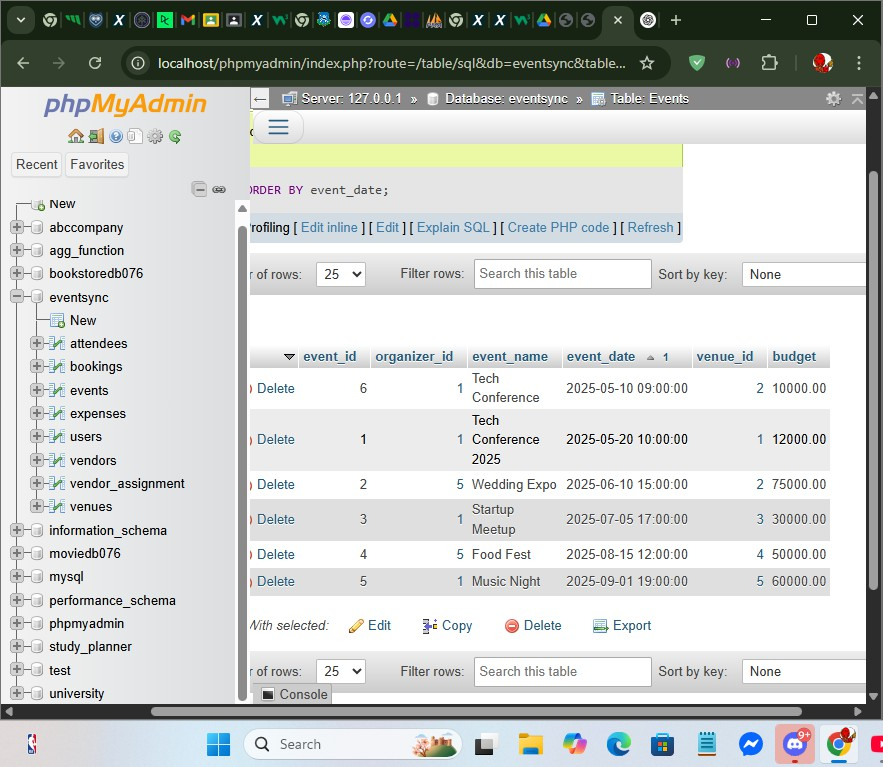 localhost/phpmyadmin/index.php?route=/table/sql&db=eventsync&table...
phpMyAdmin
Recent
Favorites
New
abccompany
agg_function
bookstoredb076
eventsync
New
attendees
bookings
events
expenses
users
vendors
vendor_assignment
venues
information_schema
moviedb076
mysql
performance_schema
phpmyadmin
study_planner
test
university
Server: 127.0.0.1 » Database: eventsync » Table: Events
ORDER BY event_date;
rofiling [ Edit inline ] [ Edit ] [ Explain SQL ] [ Create PHP code ] [ Refresh ]
r of rows: 25 Filter rows: Search this table Sort by key: None
event_id organizer_id event_name event_date 1 venue_id budget
Delete 6 1 Tech Conference 2025-05-10 09:00:00 2 10000.00
Delete 1 1 Tech Conference 2025 2025-05-20 10:00:00 1 12000.00
Delete 2 5 Wedding Expo 2025-06-10 15:00:00 2 75000.00
Delete 3 1 Startup Meetup 2025-07-05 17:00:00 3 30000.00
Delete 4 5 Food Fest 2025-08-15 12:00:00 4 50000.00
Delete 5 1 Music Night 2025-09-01 19:00:00 5 60000.00
With selected: Edit Copy Delete Export
r of rows: 25 Filter rows: Search this table Sort by key: None
Console
Search
9+